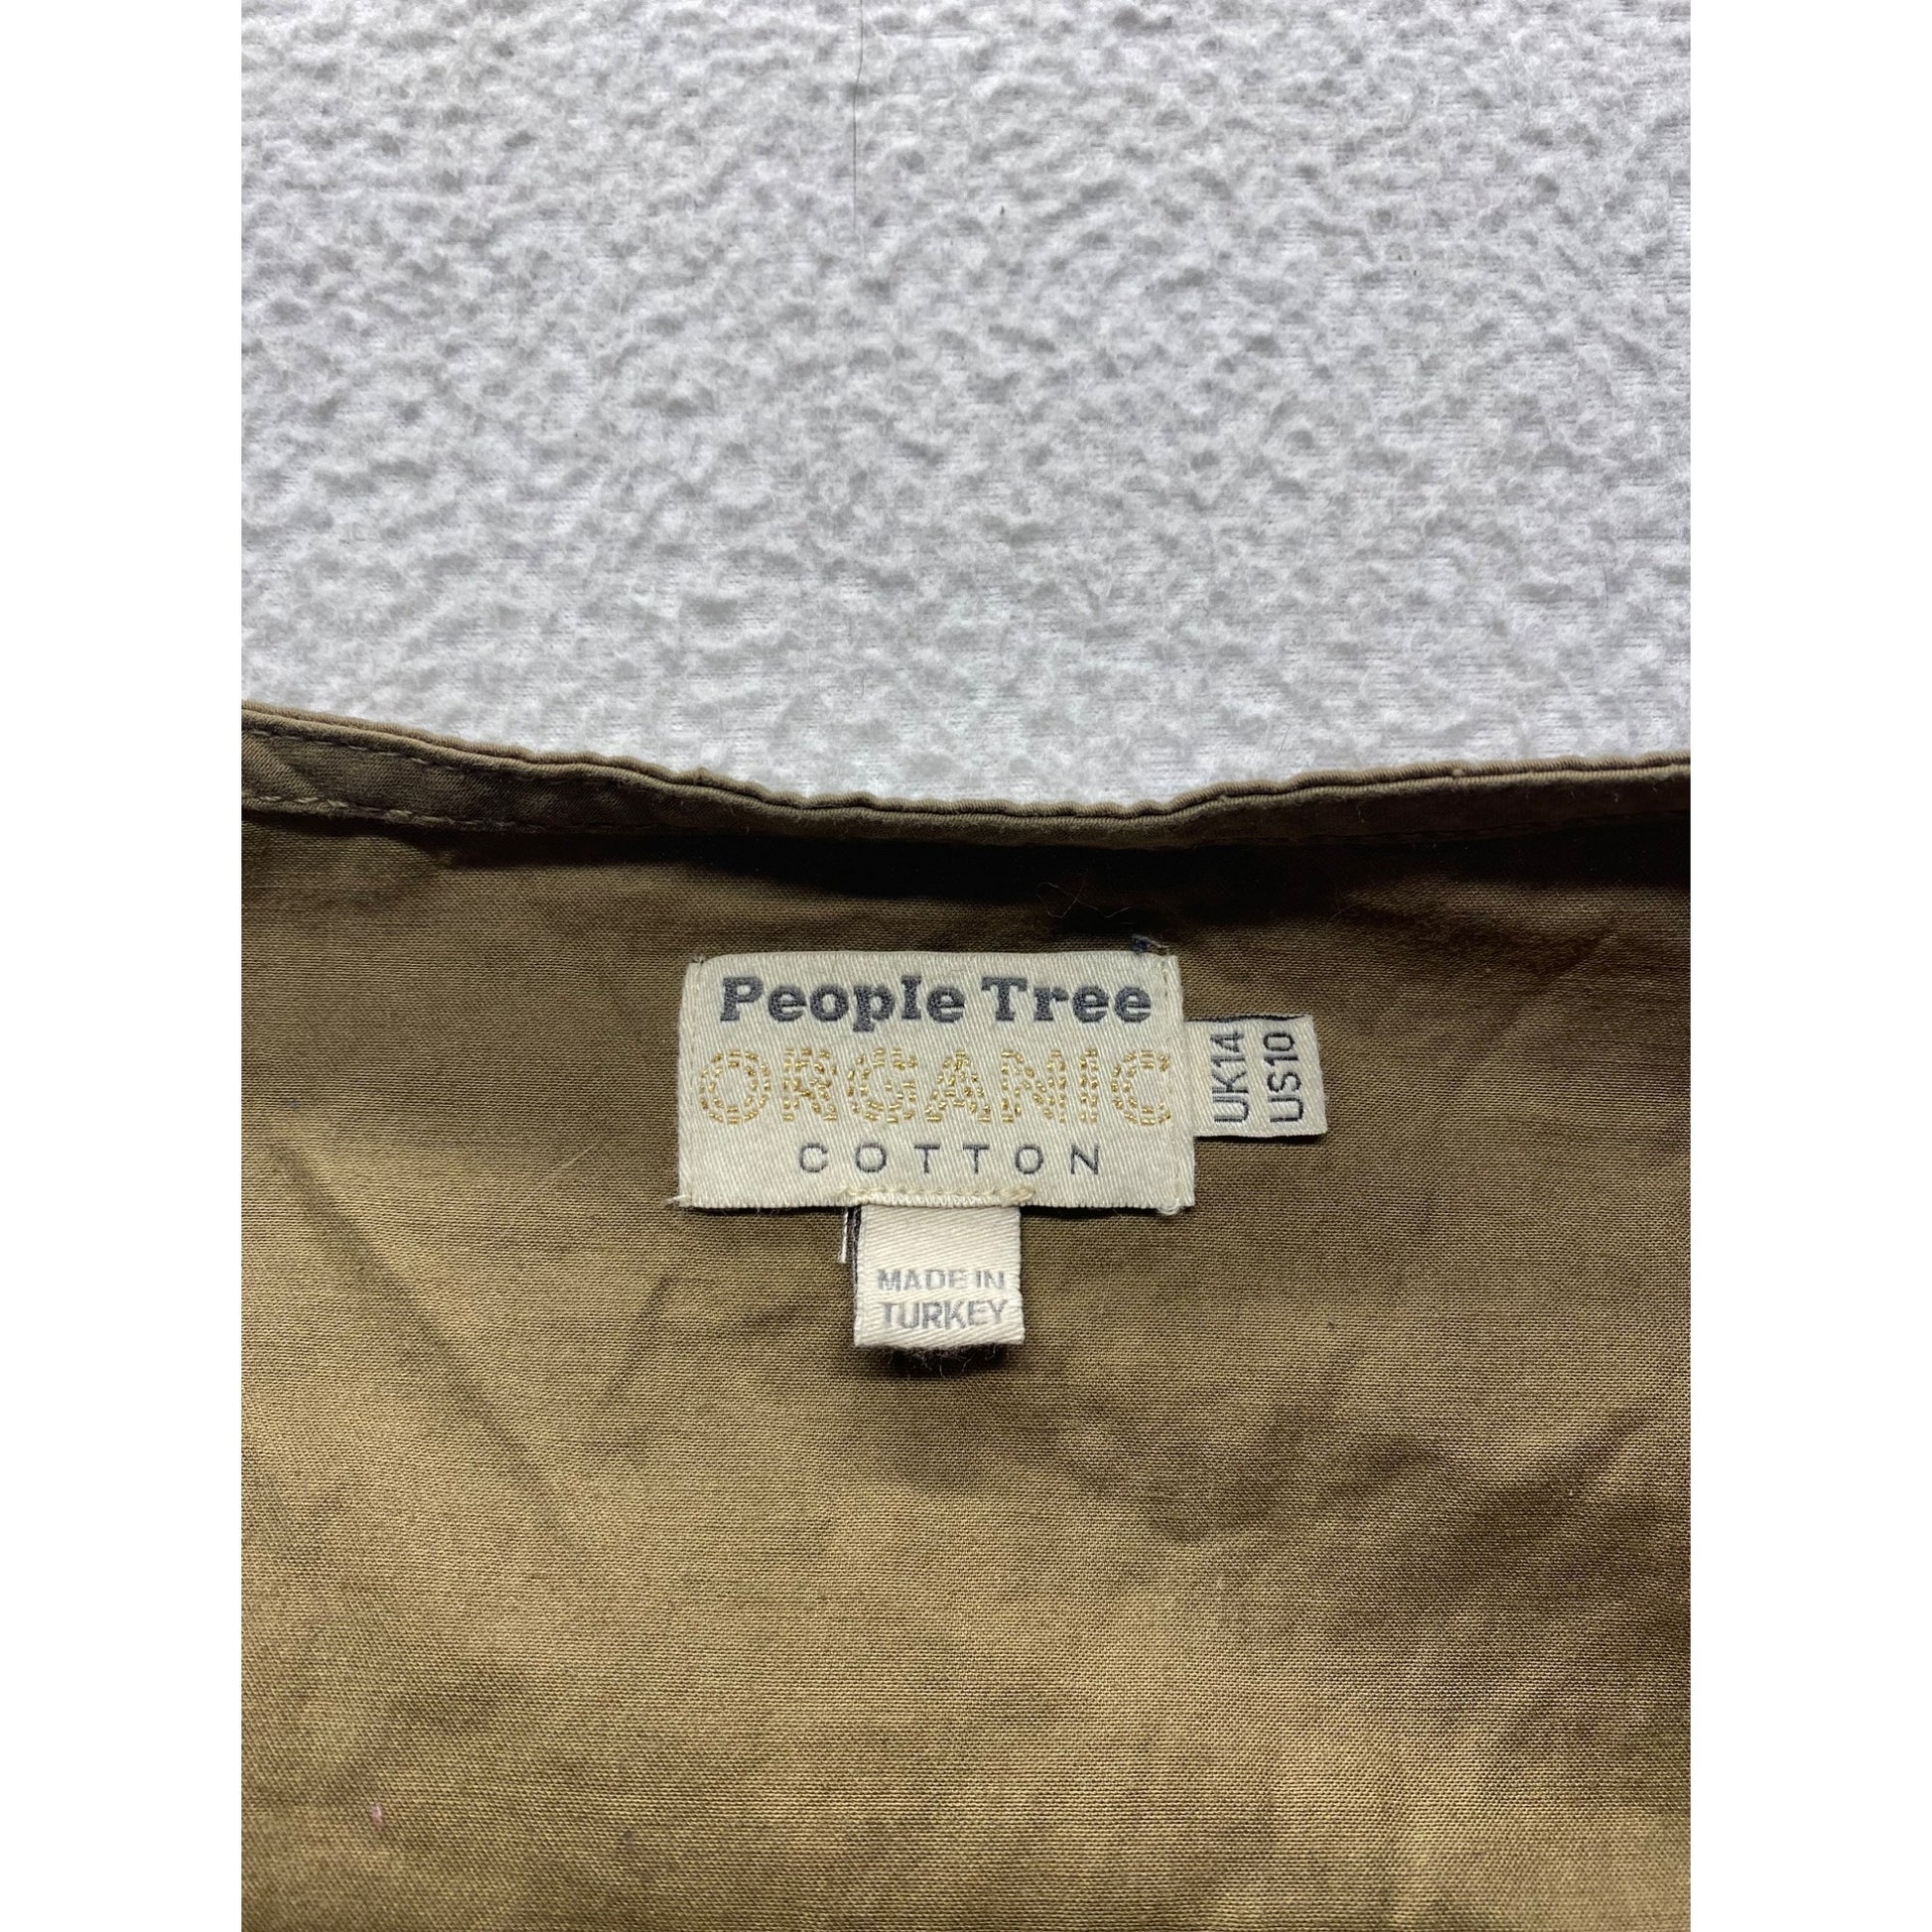 People Tree
ORGANIC
COTTON
UK14
US10
MADE IN
TURKEY